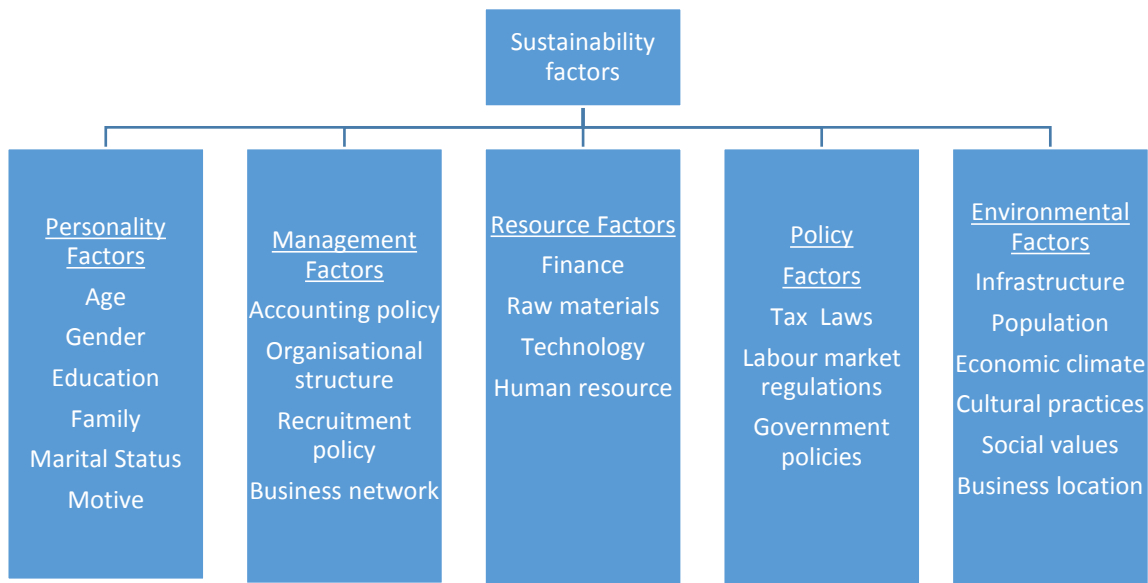 Sustainability
factors
Personality
Factors
Age
Gender
Education
Family
Marital Status
Motive
Management
Factors
Accounting policy
Organisational
structure
Recruitment
policy
Business network
Resource Factors
Finance
Raw materials
Technology
Human resource
Policy
Factors
Tax Laws
Labour market
regulations
Government
policies
Environmental
Factors
Infrastructure
Population
Economic climate
Cultural practices
Social values
Business location